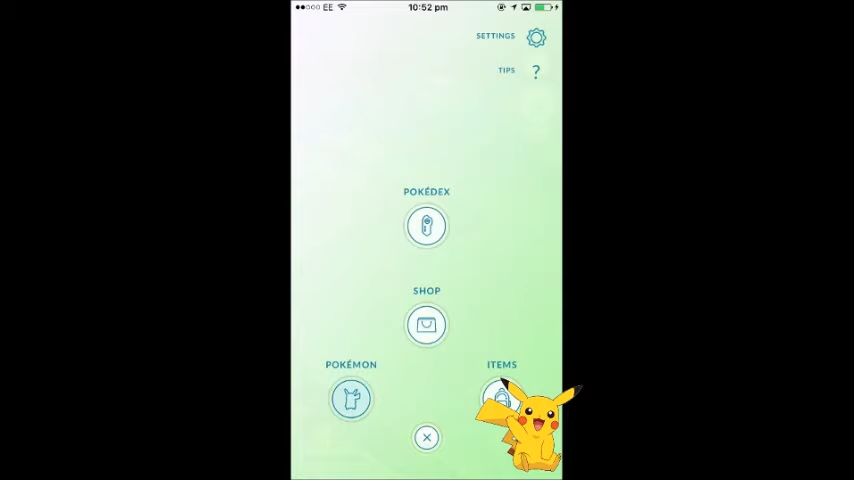 EE 10:52 pm
SETTINGS
TIPS ?
POKÉDEX
SHOP
POKÉMON ITEMS